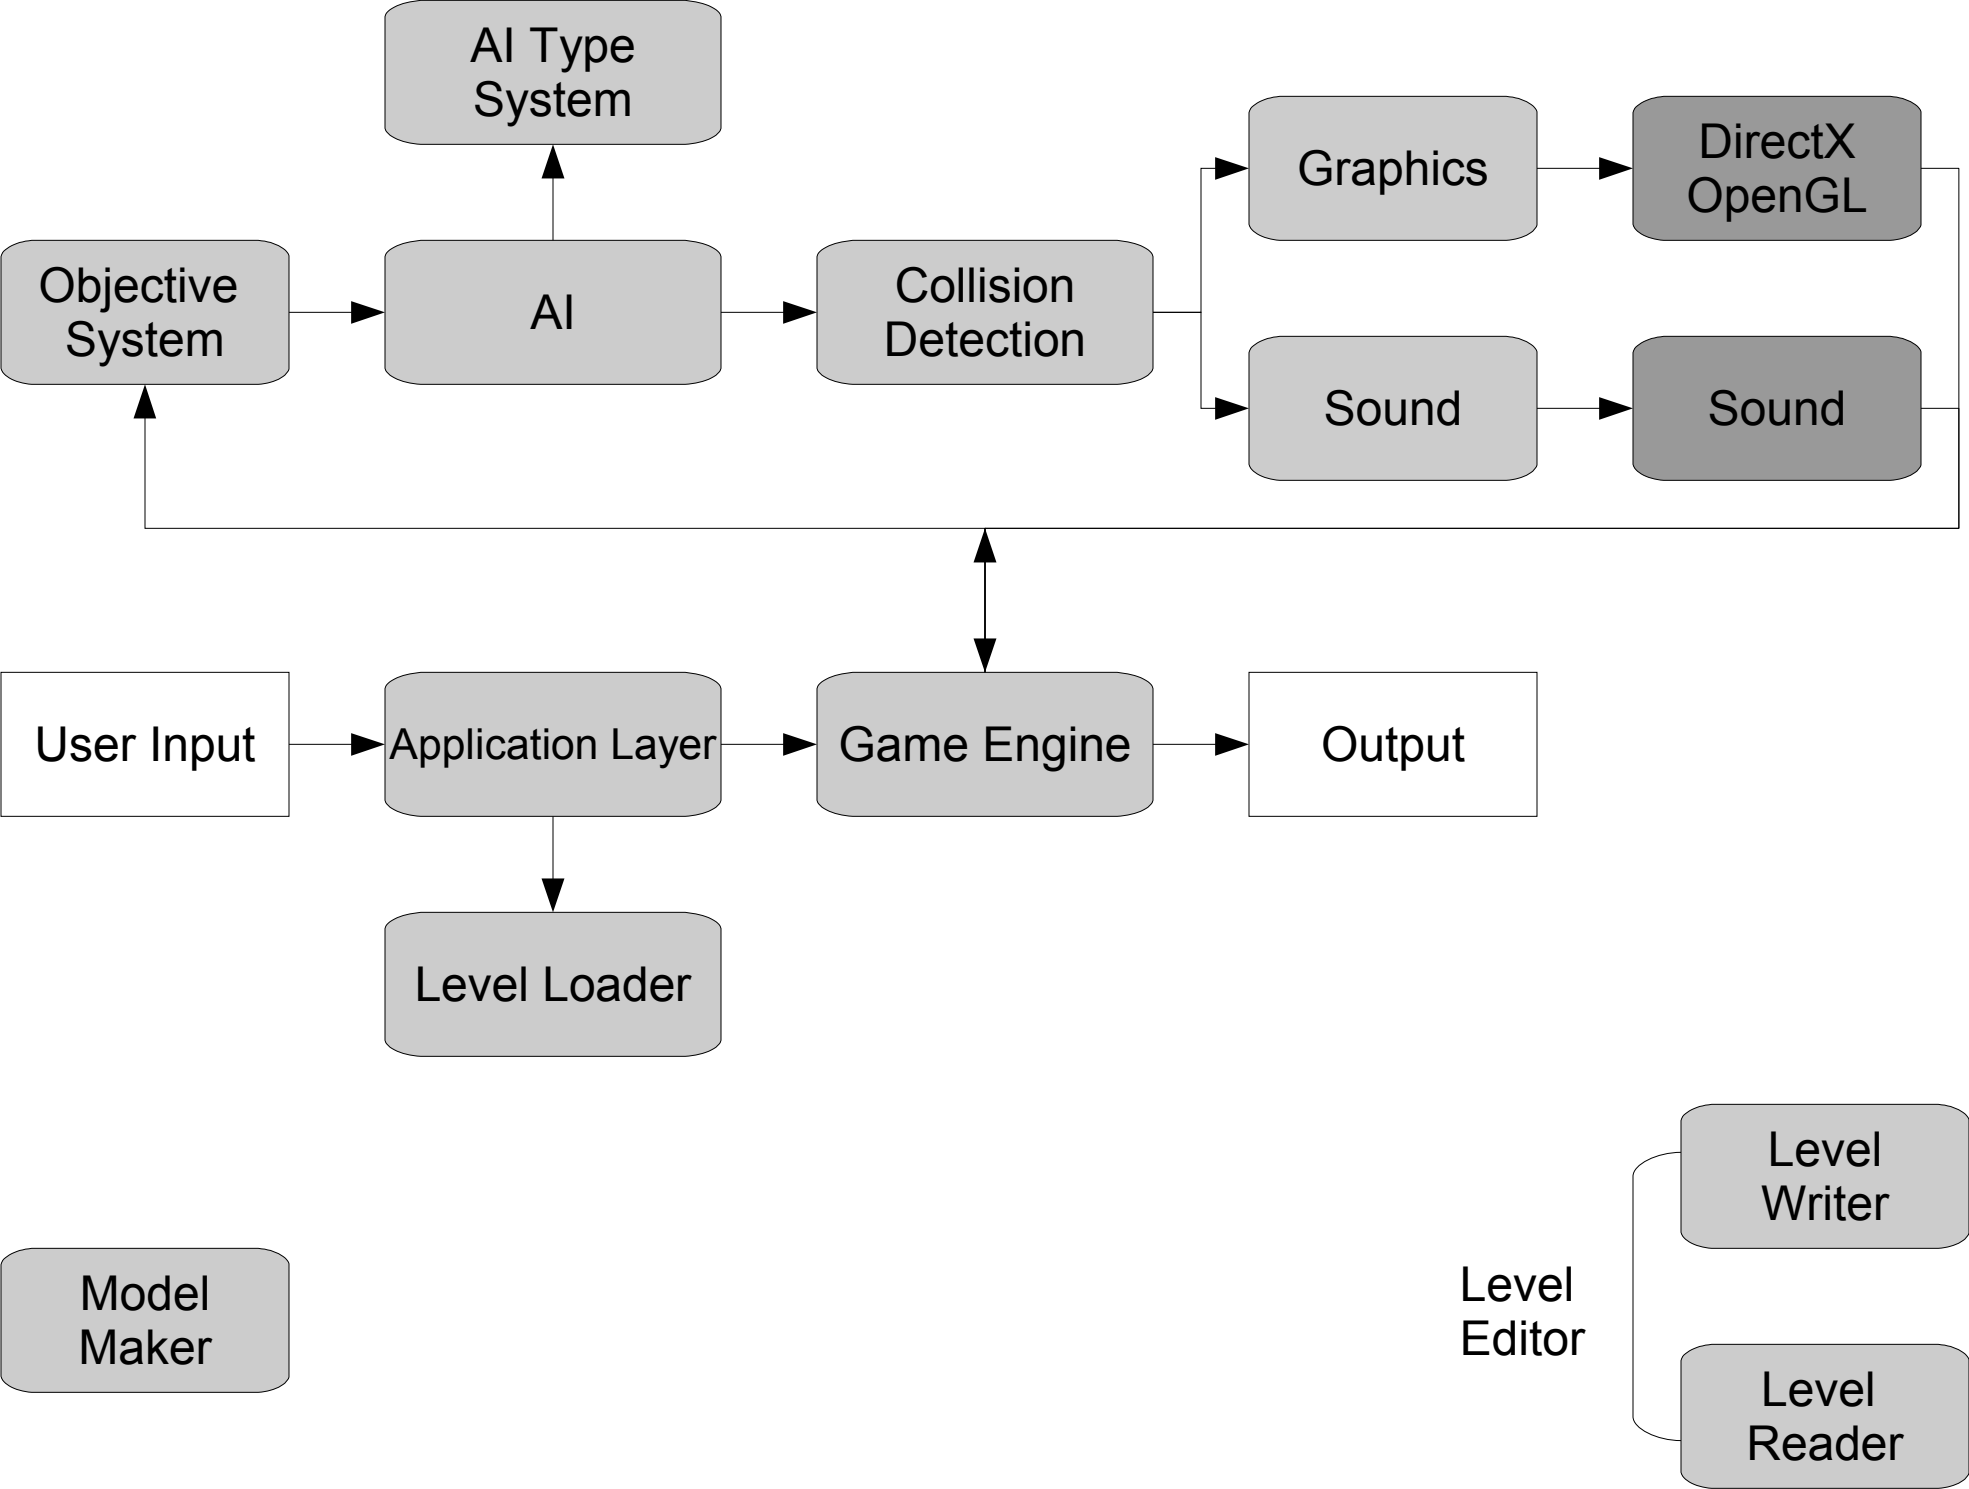 AI Type
System
Graphics
DirectX
OpenGL
Objective
System
AI
Collision
Detection
Sound
Sound
User Input
Application Layer
Game Engine
Output
Level Loader
Level
Writer
Model
Maker
Level
Editor
Level
Reader